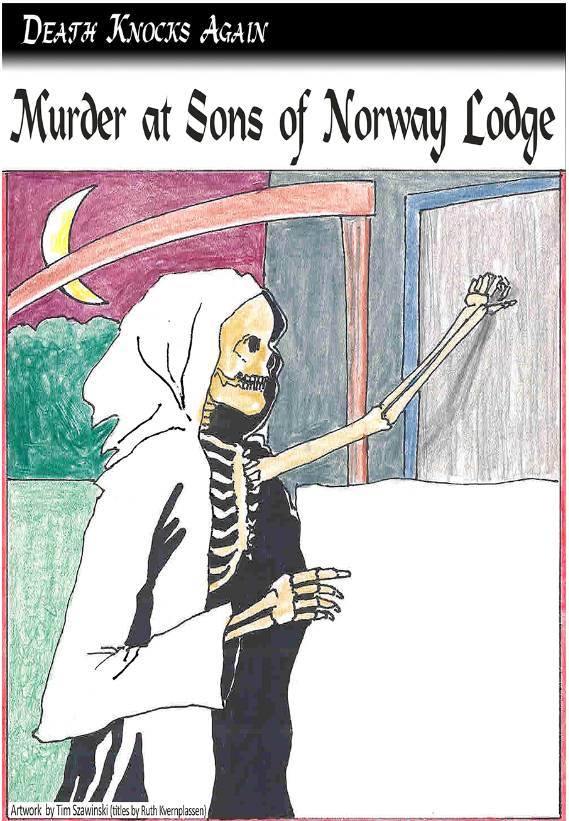 Death Knocks Again
Murder at Sons of Norway Lodge
Artwork by Tim Szawinski (titles by Ruth Kvernplassen)